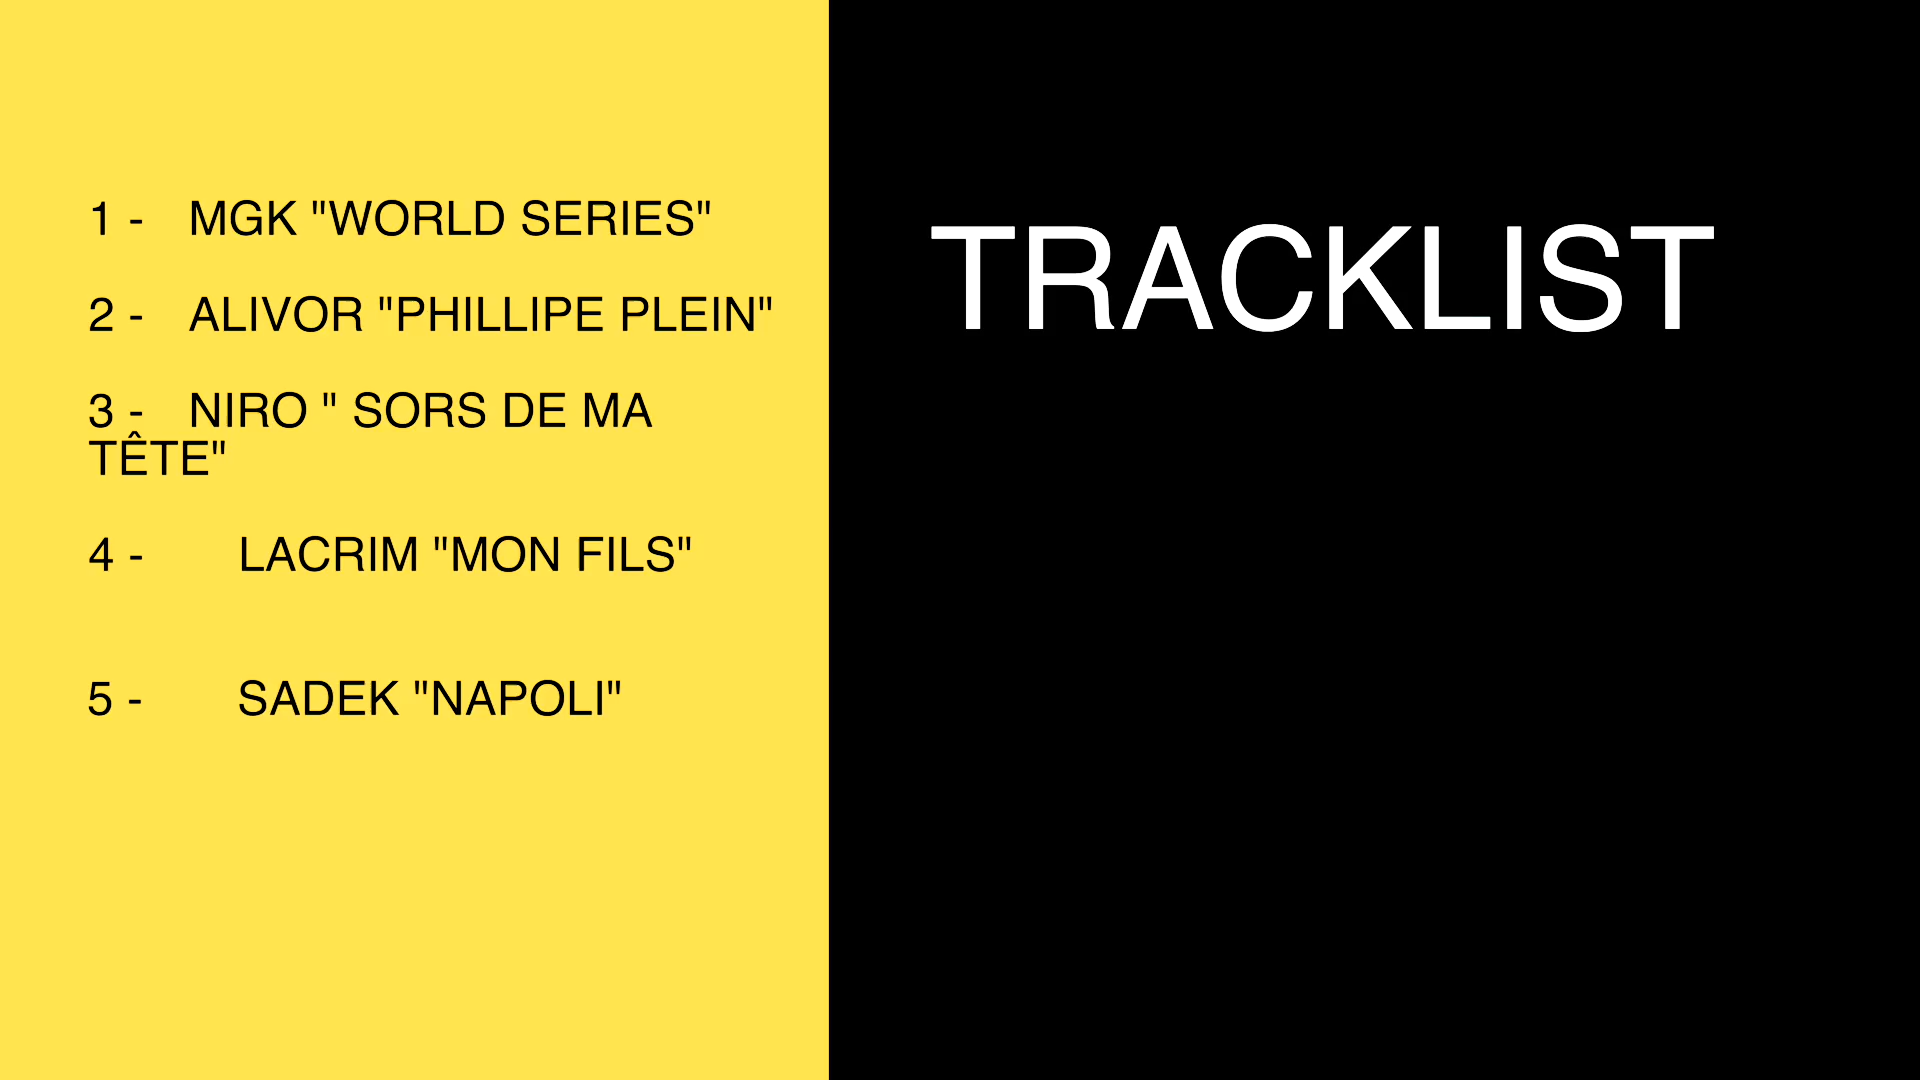 1 - MGK "WORLD SERIES"
2 - ALIVOR "PHILLIPE PLEIN"
3 - NIRO " SORS DE MA
TÊTE"
4 - LACRIM "MON FILS"
5 - SADEK "NAPOLI"
TRACKLIST